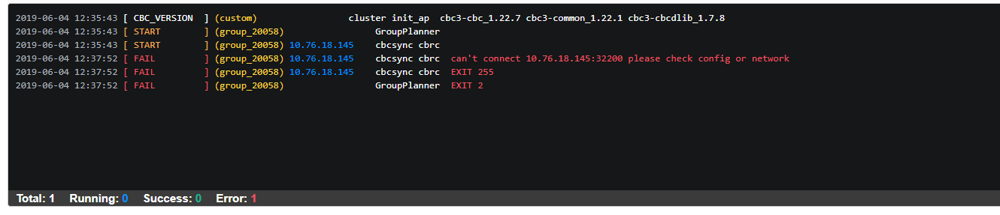 2019-06-04 12:35:43 [ CBC_VERSION ] (custom) cluster init_ap cbc3-cbc_1.22.7 cbc3-common_1.22.1 cbc3-cbcdlib_1.7.8
2019-06-04 12:35:43 [ START ] (group_20058) GroupPlanner
2019-06-04 12:35:43 [ START ] (group_20058) 10.76.18.145 cbcsync cbrc
2019-06-04 12:37:52 [ FAIL ] (group_20058) 10.76.18.145 cbcsync cbrc can't connect 10.76.18.145:32200 please check config or network
2019-06-04 12:37:52 [ FAIL ] (group_20058) 10.76.18.145 cbcsync cbrc EXIT 255
2019-06-04 12:37:52 [ FAIL ] (group_20058) GroupPlanner EXIT 2
Total: 1 Running: 0 Success: 0 Error: 1